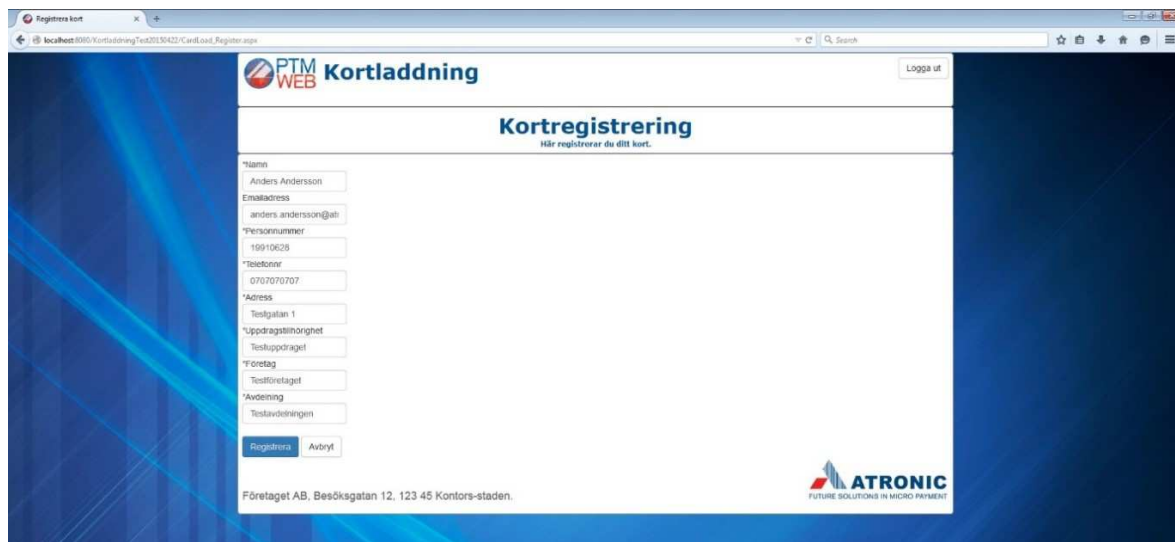 Registrera kort
localhost:8080/KortladdningTest20150422/CardLoad_Register.aspx
Search
PTM
WEB
Kortladdning
Logga ut
Kortregistrering
Här registrerar du ditt kort.
*Namn
Anders Andersson
Emailadress
anders.andersson@at
*Personnummer
19910628
*Telefonnr
0707070707
*Adress
Testgatan 1
*Uppdragstillhörighet
Testuppdraget
*Företag
Testföretaget
*Avdelning
Testavdelningen
Registrera
Avbryt
Företaget AB, Besöksgatan 12, 123 45 Kontors-staden.
ATRONIC
FUTURE SOLUTIONS IN MICRO PAYMENT